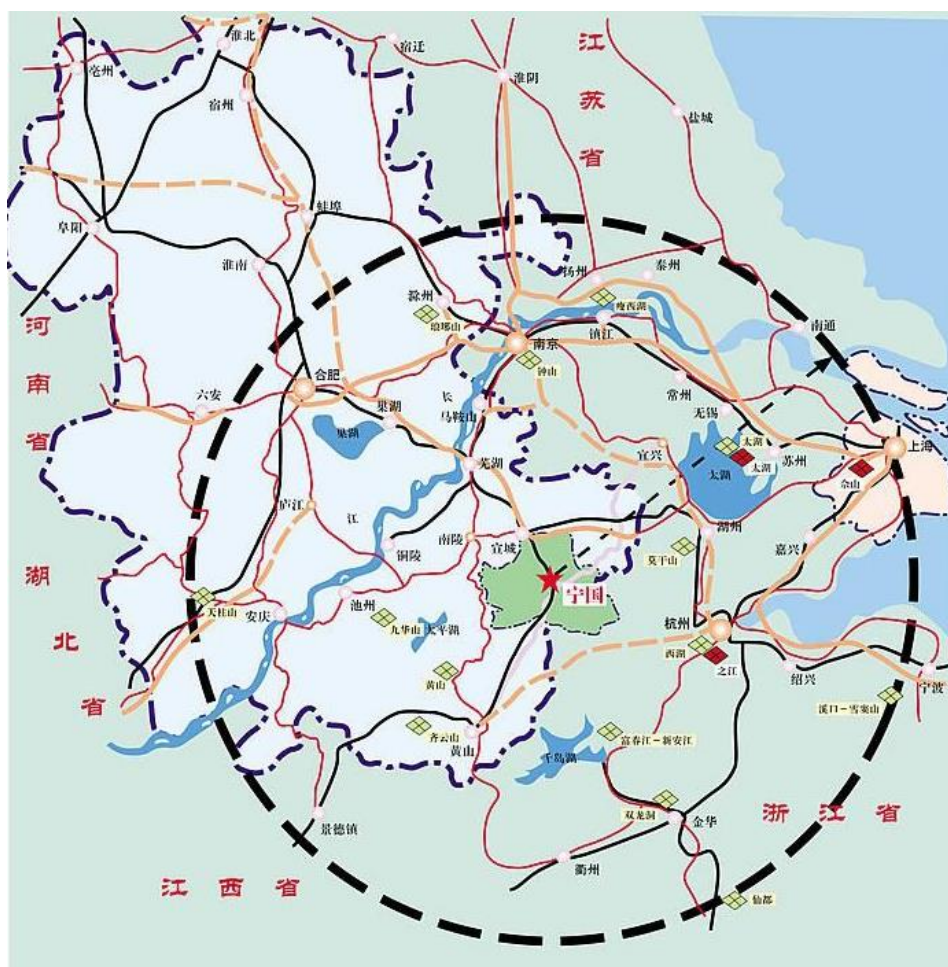 江苏省
淮北
宿迁
亳州
淮阴
宿州
盐城
蚌埠
阜阳
淮南
扬州
泰州
滁州
瘦西湖
琅琊山
镇江
南通
河南省
南京
钟山
合肥
常州
六安
巢湖
长
马鞍山
无锡
巢湖
太湖
上海
芜湖
宜兴
太湖
苏州
太湖
佘山
庐江
江
南陵
宣城
湖州
铜陵
莫干山
嘉兴
湖北省
宁国
天柱山
安庆
池州
九华山
太平湖
杭州
西湖
之江
绍兴
宁波
黄山
溪口-雪窦山
齐云山
黄山
富春江-新安江
千岛湖
景德镇
双龙洞
金华
浙江省
衢州
江西省
仙都